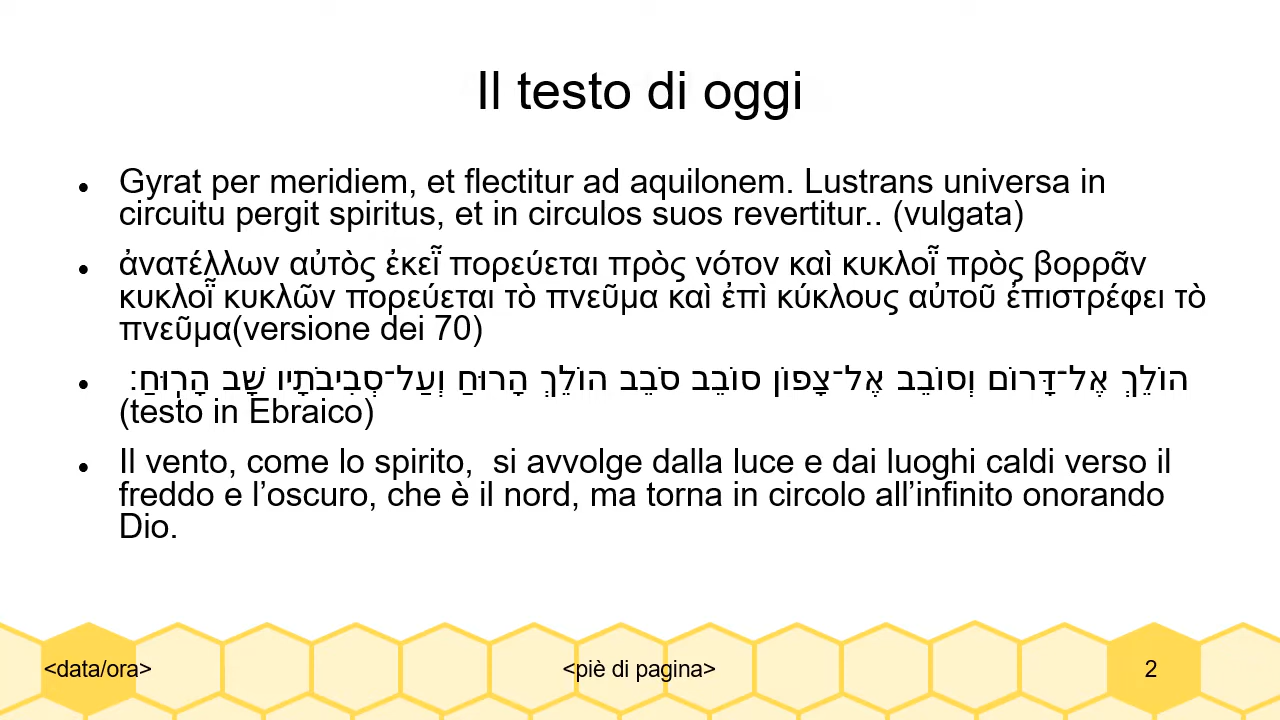 Il testo di oggi
Gyrat per meridiem, et flectitur ad aquilonem. Lustrans universa in
circuitu pergit spiritus, et in circulos suos revertitur.. (vulgata)
ἀνατέλλων αὐτὸς ἐκεῖ πορεύεται πρὸς νότον καὶ κυκλοῖ πρὸς βορρᾶν
κυκλοῖ κυκλῶν πορεύεται τὸ πνεῦμα καὶ ἐπὶ κύκλους αὐτοῦ ἐπιστρέφει τὸ
πνεῦμα(versione dei 70)
הוֹלֵךְ אֶל־דָּרוֹם וְסוֹבֵב אֶל־צָפוֹן סוֹבֵב סֹבֵב הוֹלֵךְ הָרוּחַ וְעַל־סְבִיבֹתָיו שָׁב הָרֽוּחַ׃
(testo in Ebraico)
Il vento, come lo spirito,  si avvolge dalla luce e dai luoghi caldi verso il
freddo e l’oscuro, che è il nord, ma torna in circolo all’infinito onorando
Dio.
<data/ora> <piè di pagina> 2